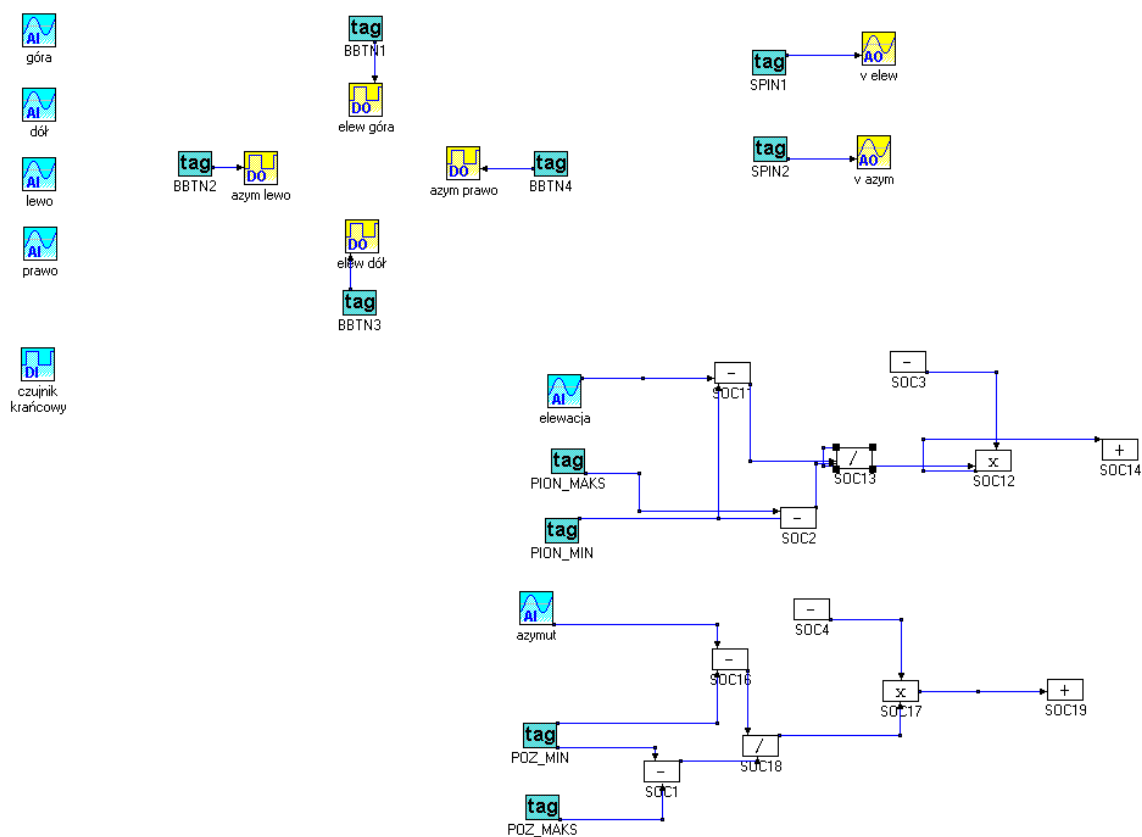 AI
góra
AI
dół
AI
lewo
AI
prawo
DI
czujnik
krańcowy
tag
BBTN1
DO
elew góra
tag
BBTN2
DO
azym lewo
DO
azym prawo
tag
BBTN4
DO
elew dół
tag
BBTN3
tag
SPIN1
AO
v elew
tag
SPIN2
AO
v azym
AI
elewacja
-
SOC11
-
SOC3
tag
PION_MAKS
/
SOC13
x
SOC12
+
SOC14
tag
PION_MIN
-
SOC2
AI
azymut
-
SOC4
-
SOC16
x
SOC17
+
SOC19
tag
POZ_MIN
/
SOC18
-
SOC1
tag
POZ_MAKS